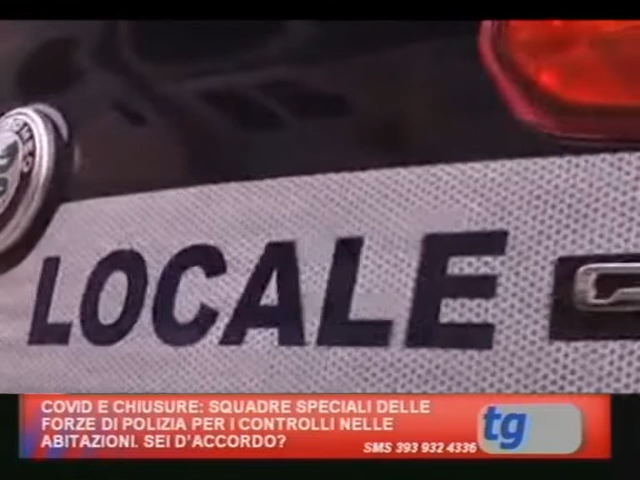 LOCALE
COVID E CHIUSURE: SQUADRE SPECIALI DELLE
FORZE DI POLIZIA PER I CONTROLLI NELLE
ABITAZIONI. SEI D'ACCORDO?
SMS 393 932 4336
tg